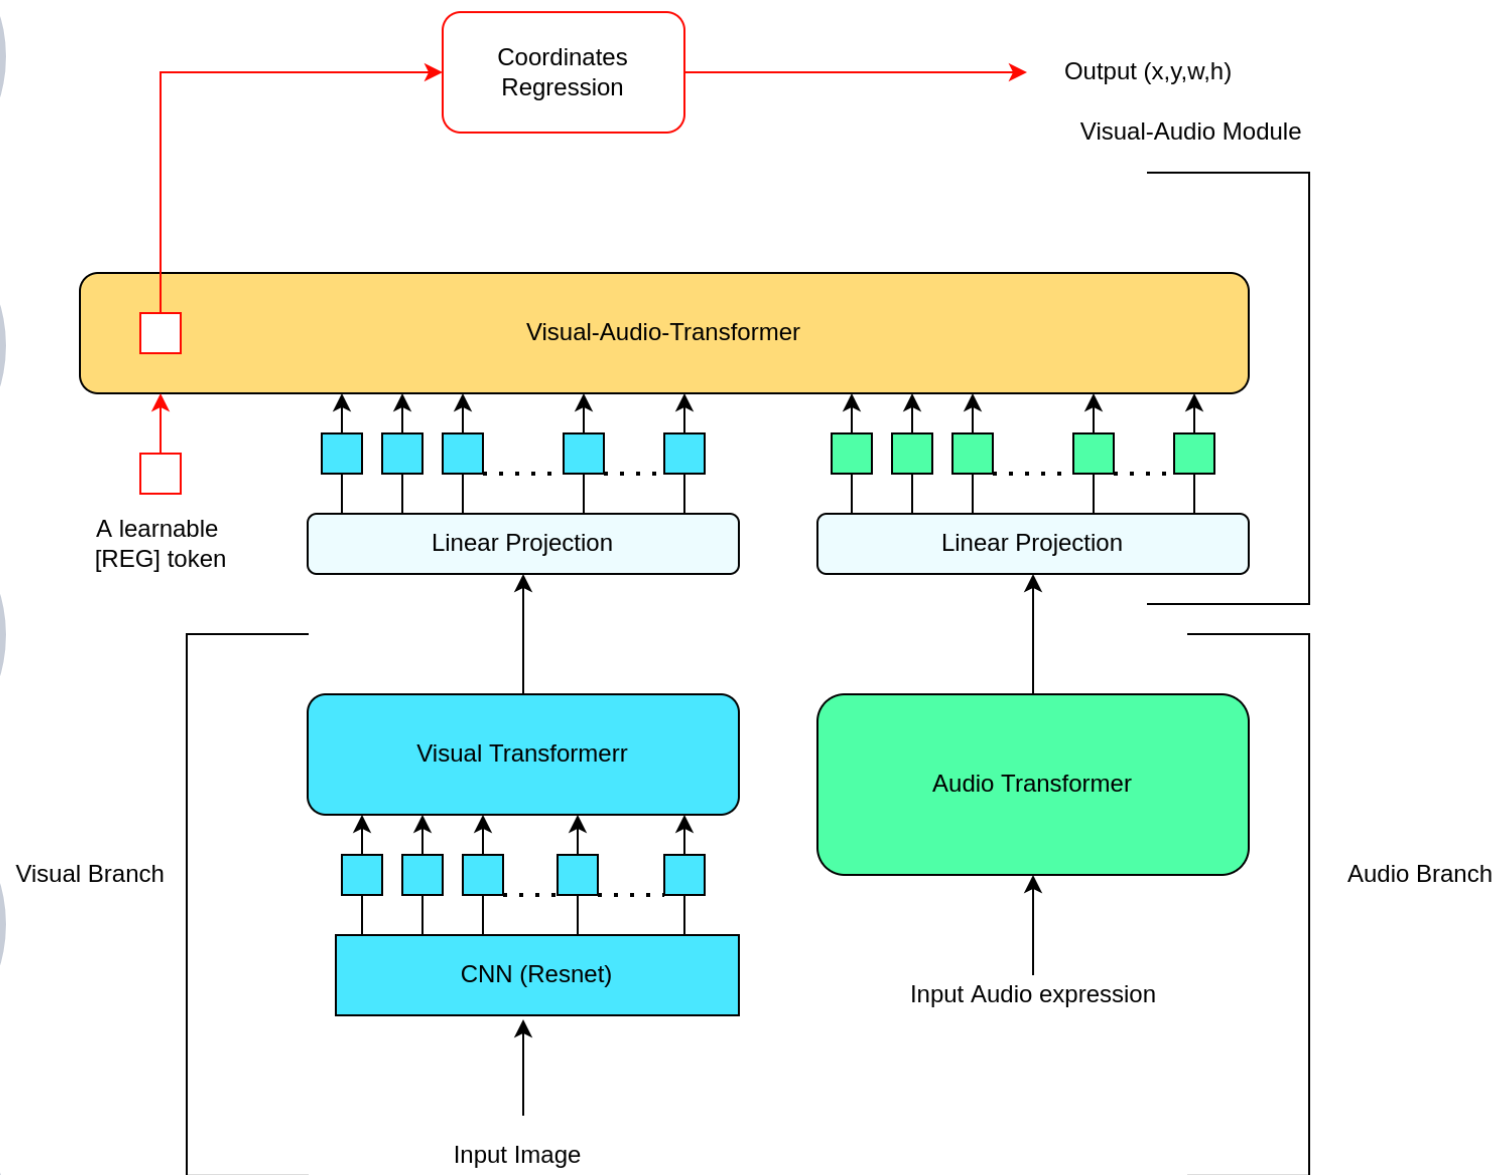 Coordinates
Regression
Output (x,y,w,h)
Visual-Audio Module
Visual-Audio-Transformer
A learnable
[REG] token
Linear Projection
Linear Projection
Visual Transformerr
Audio Transformer
Visual Branch
Audio Branch
CNN (Resnet)
Input Audio expression
Input Image